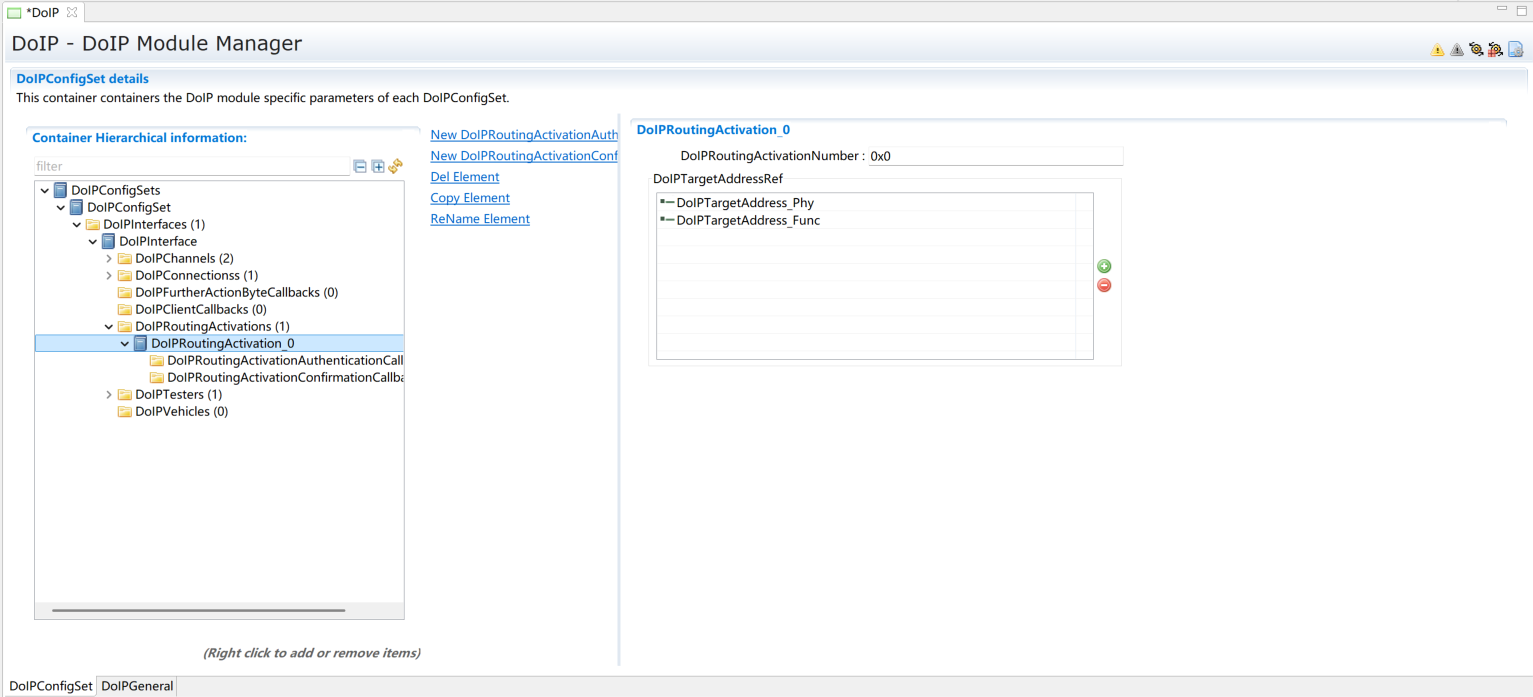 *DoIP
DoIP - DoIP Module Manager
DoIPConfigSet details
This container containers the DoIP module specific parameters of each DoIPConfigSet.
Container Hierarchical information:
filter
DoIPConfigSets
DoIPConfigSet
DoIPInterfaces (1)
DoIPInterface
DoIPChannels (2)
DoIPConnectionss (1)
DoIPFurtherActionByteCallbacks (0)
DoIPClientCallbacks (0)
DoIPRoutingActivations (1)
DoIPRoutingActivation_0
DoIPRoutingActivationAuthenticationCall
DoIPRoutingActivationConfirmationCallba
DoIPTesters (1)
DoIPVehicles (0)
(Right click to add or remove items)
New DoIPRoutingActivationAuth
New DoIPRoutingActivationConf
Del Element
Copy Element
ReName Element
DoIPRoutingActivation_0
DoIPRoutingActivationNumber : 0x0
DoIPTargetAddressRef
DoIPTargetAddress_Phy
DoIPTargetAddress_Func
DoIPConfigSet DoIPGeneral